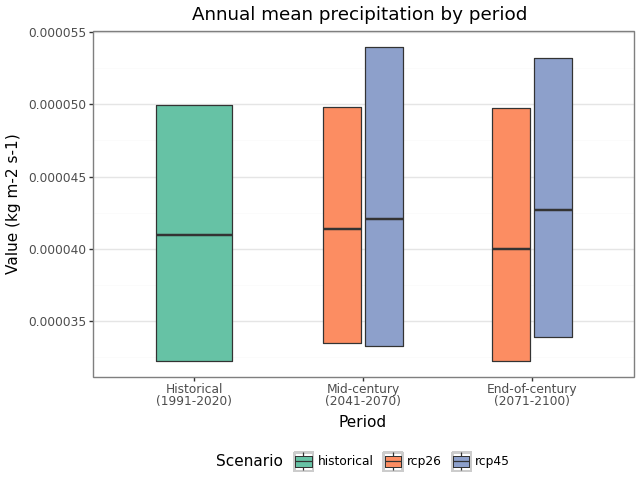 Annual mean precipitation by period
0.000055
0.000050
0.000045
0.000040
0.000035
Value (kg m-2 s-1)
Historical
(1991-2020)
Mid-century
(2041-2070)
End-of-century
(2071-2100)
Period
Scenario historical rcp26 rcp45